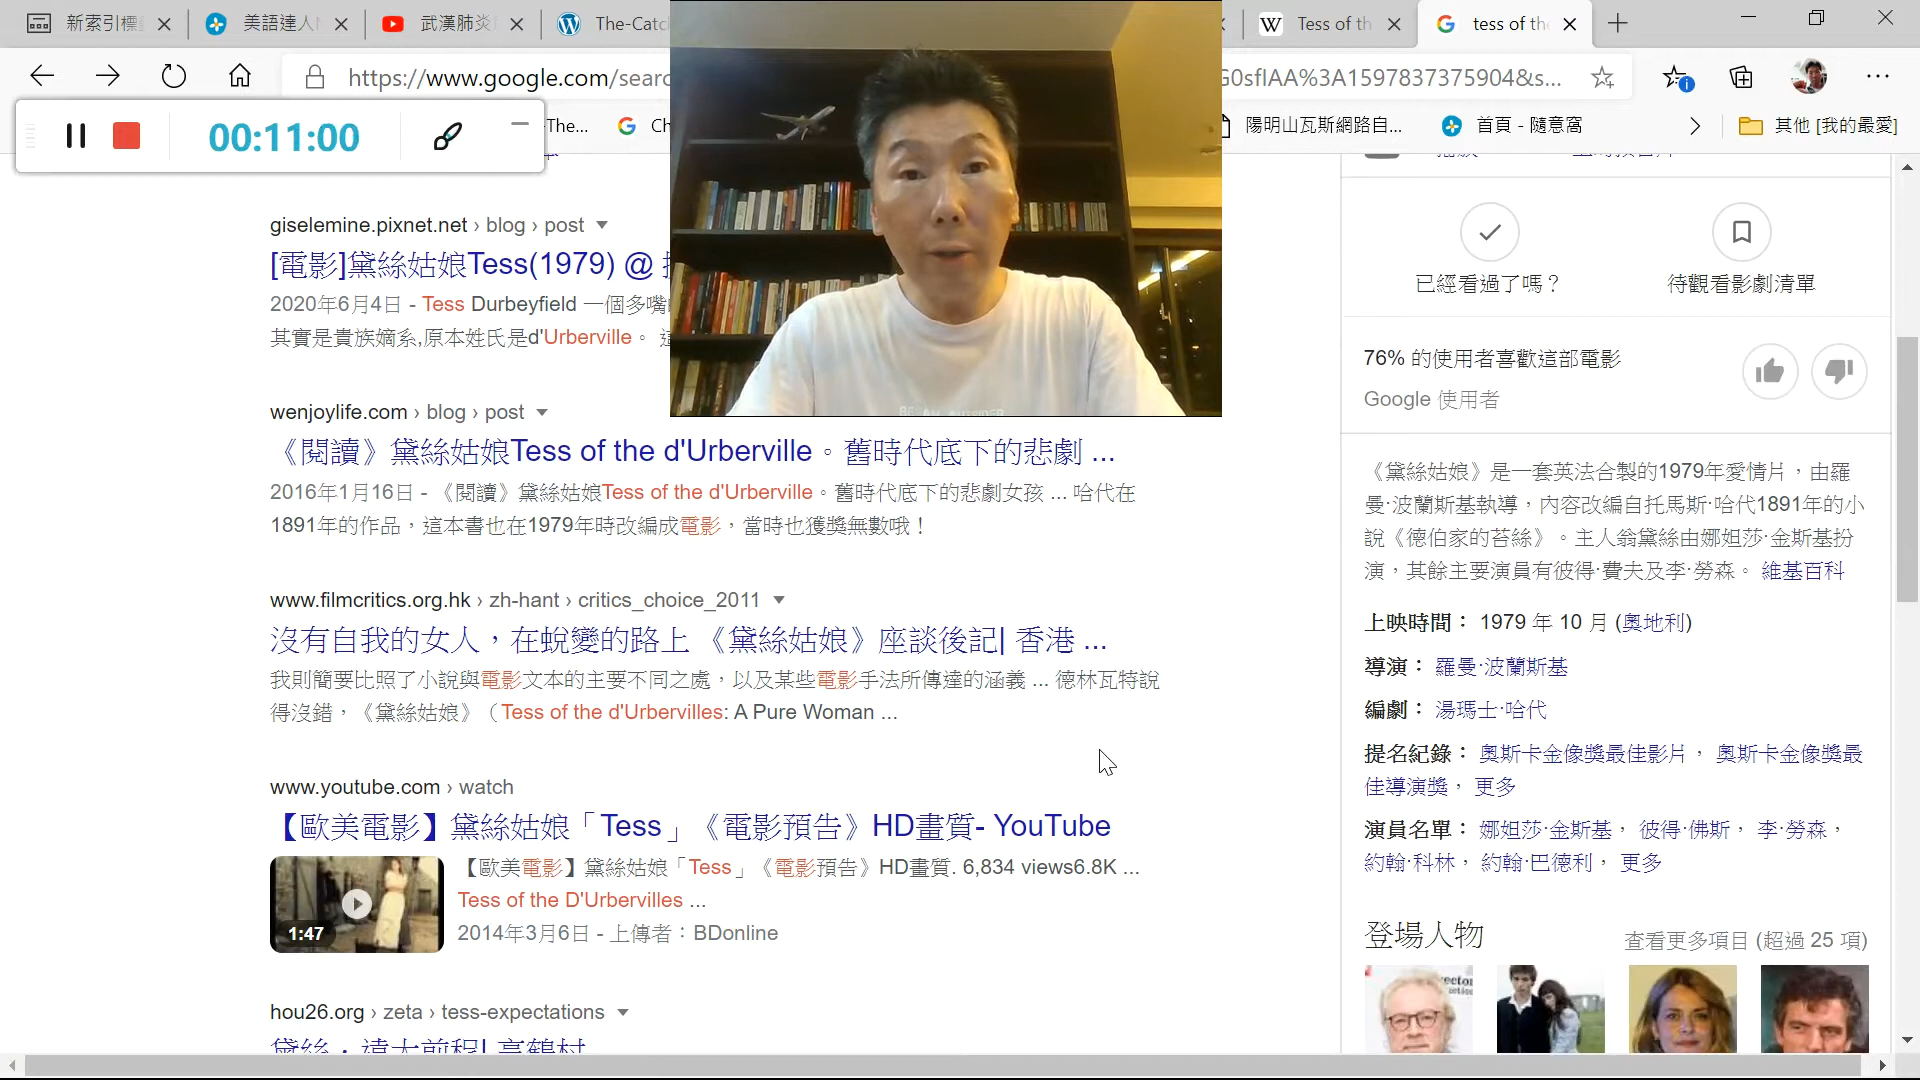 新索引標
美語達人
武漢肺炎
The-Catc
Tess of th
tess of the
https://www.google.com/searc
G0sflAA%3A1597837375904&s...
00:11:00
-The...
Ch
陽明山瓦斯網路自...
首頁 - 隨意窩
其他 [我的最愛]
giselemine.pixnet.net › blog › post
[電影]黛絲姑娘Tess(1979) @
2020年6月4日 - Tess Durbeyfield 一個多嘴
其實是貴族嫡系,原本姓氏是d'Urberville。
wenjoylife.com › blog › post
《閱讀》黛絲姑娘Tess of the d'Urberville。舊時代底下的悲劇 ...
2016年1月16日 - 《閱讀》黛絲姑娘Tess of the d'Urberville。舊時代底下的悲劇女孩 ... 哈代在
1891年的作品，這本書也在1979年時改編成電影，當時也獲獎無數哦！
www.filmcritics.org.hk › zh-hant › critics_choice_2011
沒有自我的女人，在蛻變的路上 《黛絲姑娘》座談後記| 香港 ...
我則簡要比照了小說與電影文本的主要不同之處，以及某些電影手法所傳達的涵義 ... 德林瓦特說
得沒錯，《黛絲姑娘》（Tess of the d'Urbervilles: A Pure Woman ...
www.youtube.com › watch
【歐美電影】黛絲姑娘「Tess」《電影預告》HD畫質- YouTube
1:47
【歐美電影】黛絲姑娘「Tess」《電影預告》HD畫質. 6,834 views6.8K ...
Tess of the D'Urbervilles ...
2014年3月6日 - 上傳者：BDonline
hou26.org › zeta › tess-expectations
黛絲．遠大前程| 高鶴村
已經看過了嗎？
待觀看影劇清單
76% 的使用者喜歡這部電影
Google 使用者
《黛絲姑娘》是一套英法合製的1979年愛情片，由羅
曼·波蘭斯基執導，內容改編自托馬斯·哈代1891年的小
說《德伯家的苔絲》。主人翁黛絲由娜妲莎·金斯基扮
演，其餘主要演員有彼得·費夫及李·勞森。 維基百科
上映時間： 1979 年 10 月 (奧地利)
導演： 羅曼·波蘭斯基
編劇： 湯瑪士·哈代
提名紀錄： 奧斯卡金像獎最佳影片， 奧斯卡金像獎最
佳導演獎， 更多
演員名單： 娜妲莎·金斯基， 彼得·佛斯， 李·勞森，
約翰·科林， 約翰·巴德利， 更多
登場人物
查看更多項目 (超過 25 項)